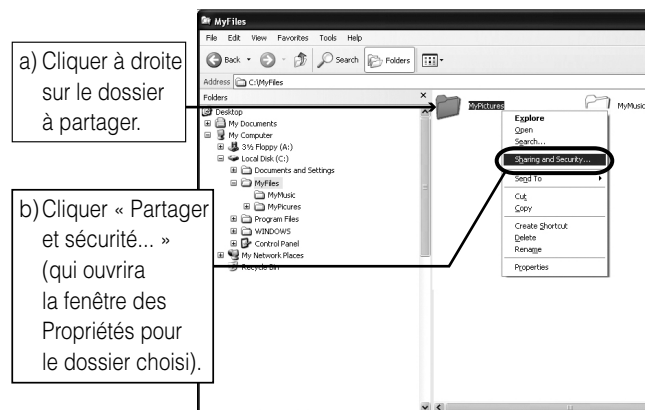 MyFiles
File Edit View Favorites Tools Help
Back Search Folders
Address C:\MyFiles
Folders ×
Desktop
My Documents
My Computer
3½ Floppy (A:)
Local Disk (C:)
Documents and Settings
MyFiles
MyMusic
MyPicures
Program Files
WINDOWS
Control Panel
My Network Places
Recycle Bin
MyPictures
MyMusic
Explore
Open
Search...
Sharing and Security...
Send To
Cut
Copy
Create Shortcut
Delete
Rename
Properties
a) Cliquer à droite
sur le dossier
à partager.
b) Cliquer « Partager
et sécurité... »
(qui ouvrira
la fenêtre des
Propriétés pour
le dossier choisi).